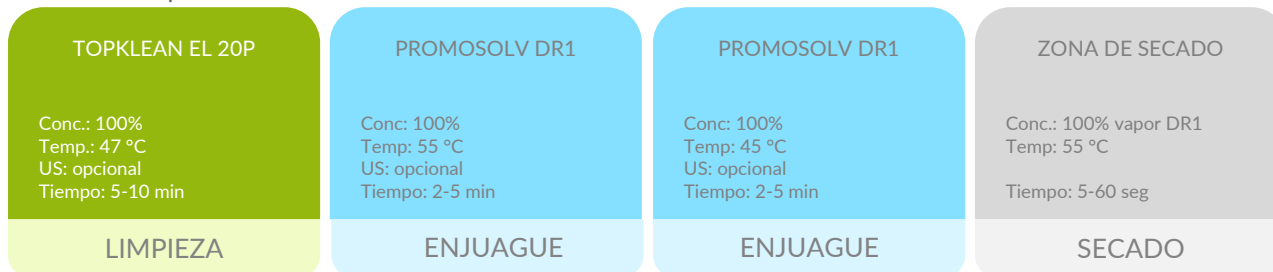 TOPKLEAN EL 20P
Conc.: 100%
Temp.: 47 °C
US: opcional
Tiempo: 5-10 min
LIMPIEZA
PROMOSOLV DR1
Conc: 100%
Temp: 55 °C
US: opcional
Tiempo: 2-5 min
ENJUAGUE
PROMOSOLV DR1
Conc: 100%
Temp: 45 °C
US: opcional
Tiempo: 2-5 min
ENJUAGUE
ZONA DE SECADO
Conc.: 100% vapor DR1
Temp: 55 °C
Tiempo: 5-60 seg
SECADO